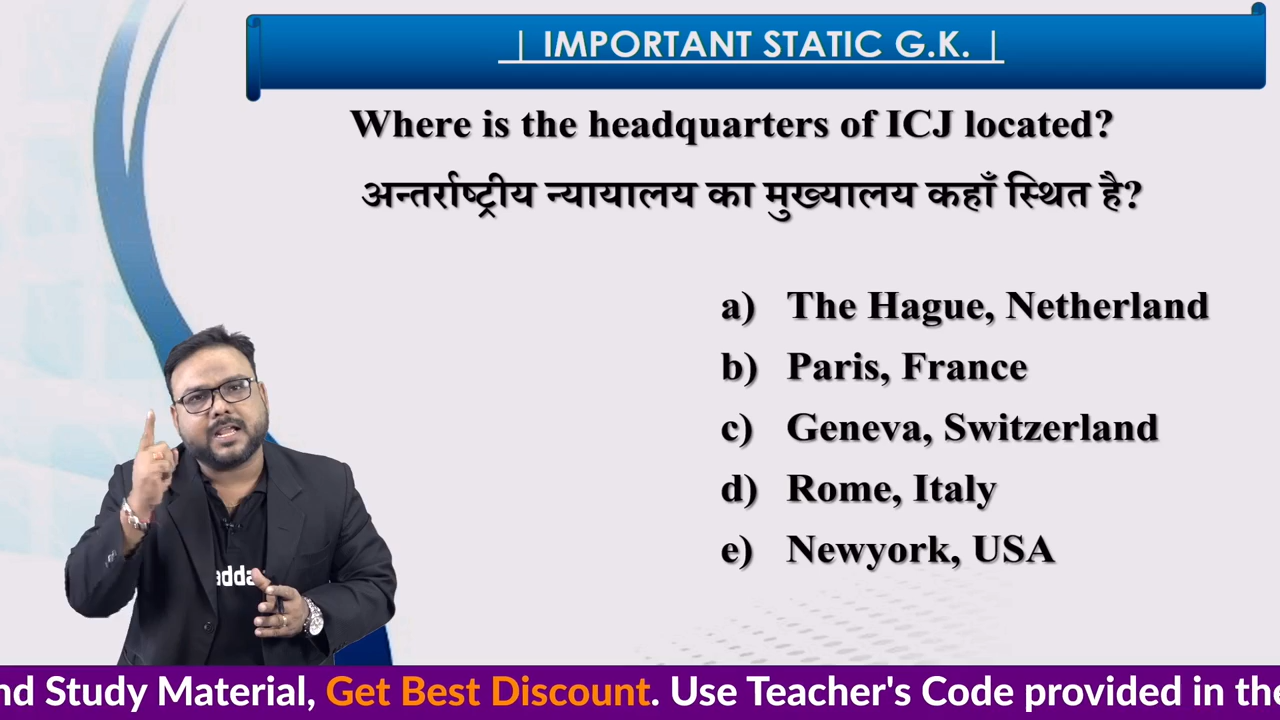 | IMPORTANT STATIC G.K. |
Where is the headquarters of ICJ located?
अन्तर्राष्ट्रीय न्यायालय का मुख्यालय कहाँ स्थित है?
a) The Hague, Netherland
b) Paris, France
c) Geneva, Switzerland
d) Rome, Italy
e) Newyork, USA
adda
nd Study Material, Get Best Discount. Use Teacher's Code provided in the